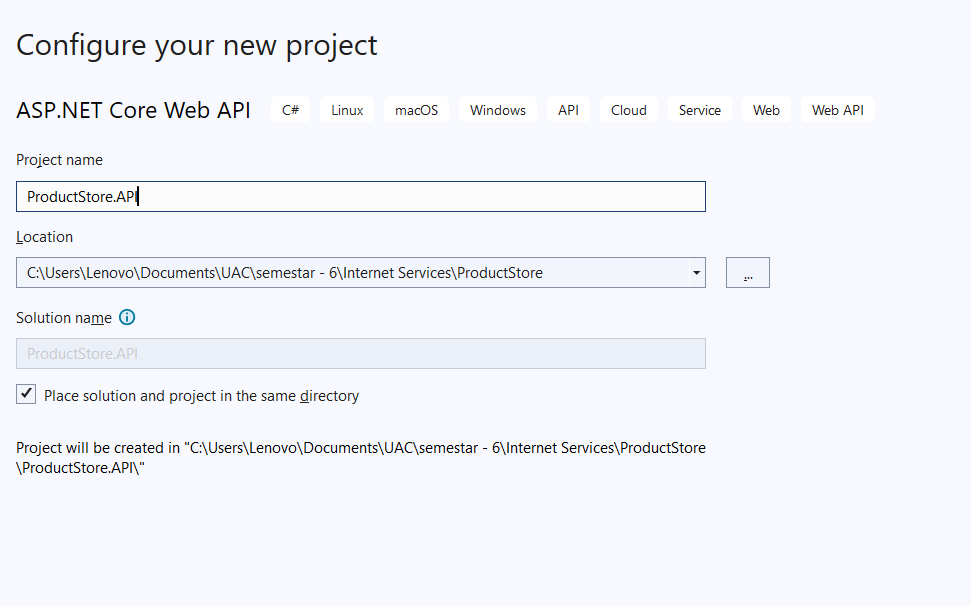 Configure your new project
ASP.NET Core Web API C# Linux macOS Windows API Cloud Service Web Web API
Project name
ProductStore.API
Location
C:\Users\Lenovo\Documents\UAC\semestar - 6\Internet Services\ProductStore
...
Solution name
ProductStore.API
Place solution and project in the same directory
Project will be created in "C:\Users\Lenovo\Documents\UAC\semestar - 6\Internet Services\ProductStore
\ProductStore.API\"